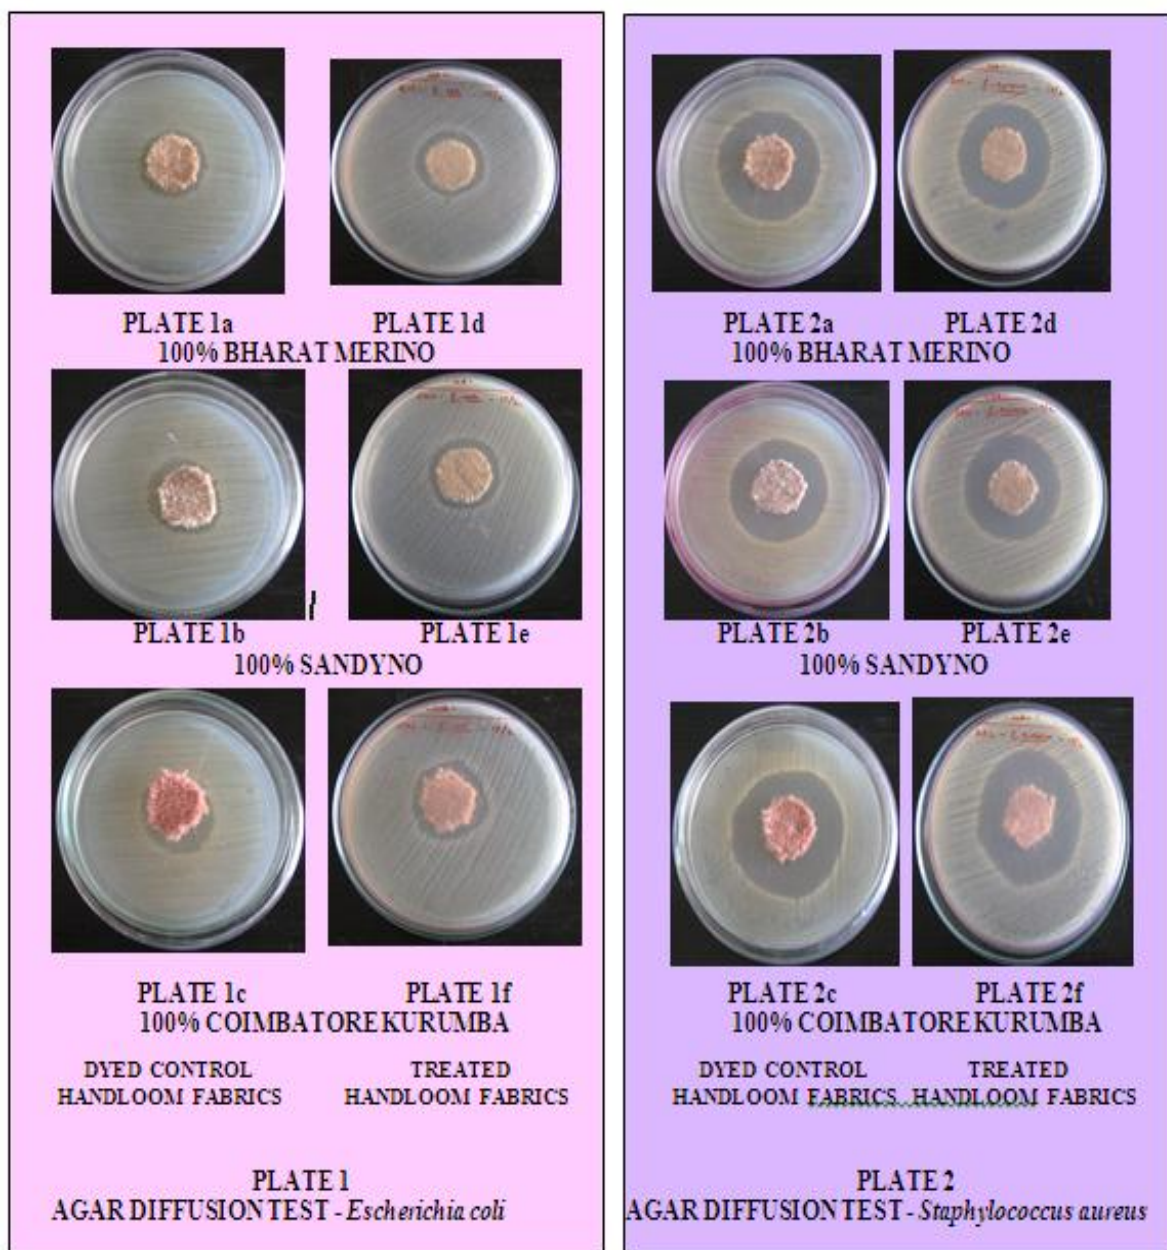 PLATE 1a PLATE 1d
100% BHARAT MERINO
PLATE 1b PLATE 1e
100% SANDYNO
PLATE 1c PLATE 1f
100% COIMBATORE KURUMBA
DYED CONTROL TREATED
HANDLOOM FABRICS HANDLOOM FABRICS
PLATE 1
AGAR DIFFUSION TEST - Escherichia coli
PLATE 2a PLATE 2d
100% BHARAT MERINO
PLATE 2b PLATE 2e
100% SANDYNO
PLATE 2c PLATE 2f
100% COIMBATORE KURUMBA
DYED CONTROL TREATED
HANDLOOM FABRICS HANDLOOM FABRICS
PLATE 2
AGAR DIFFUSION TEST - Staphylococcus aureus